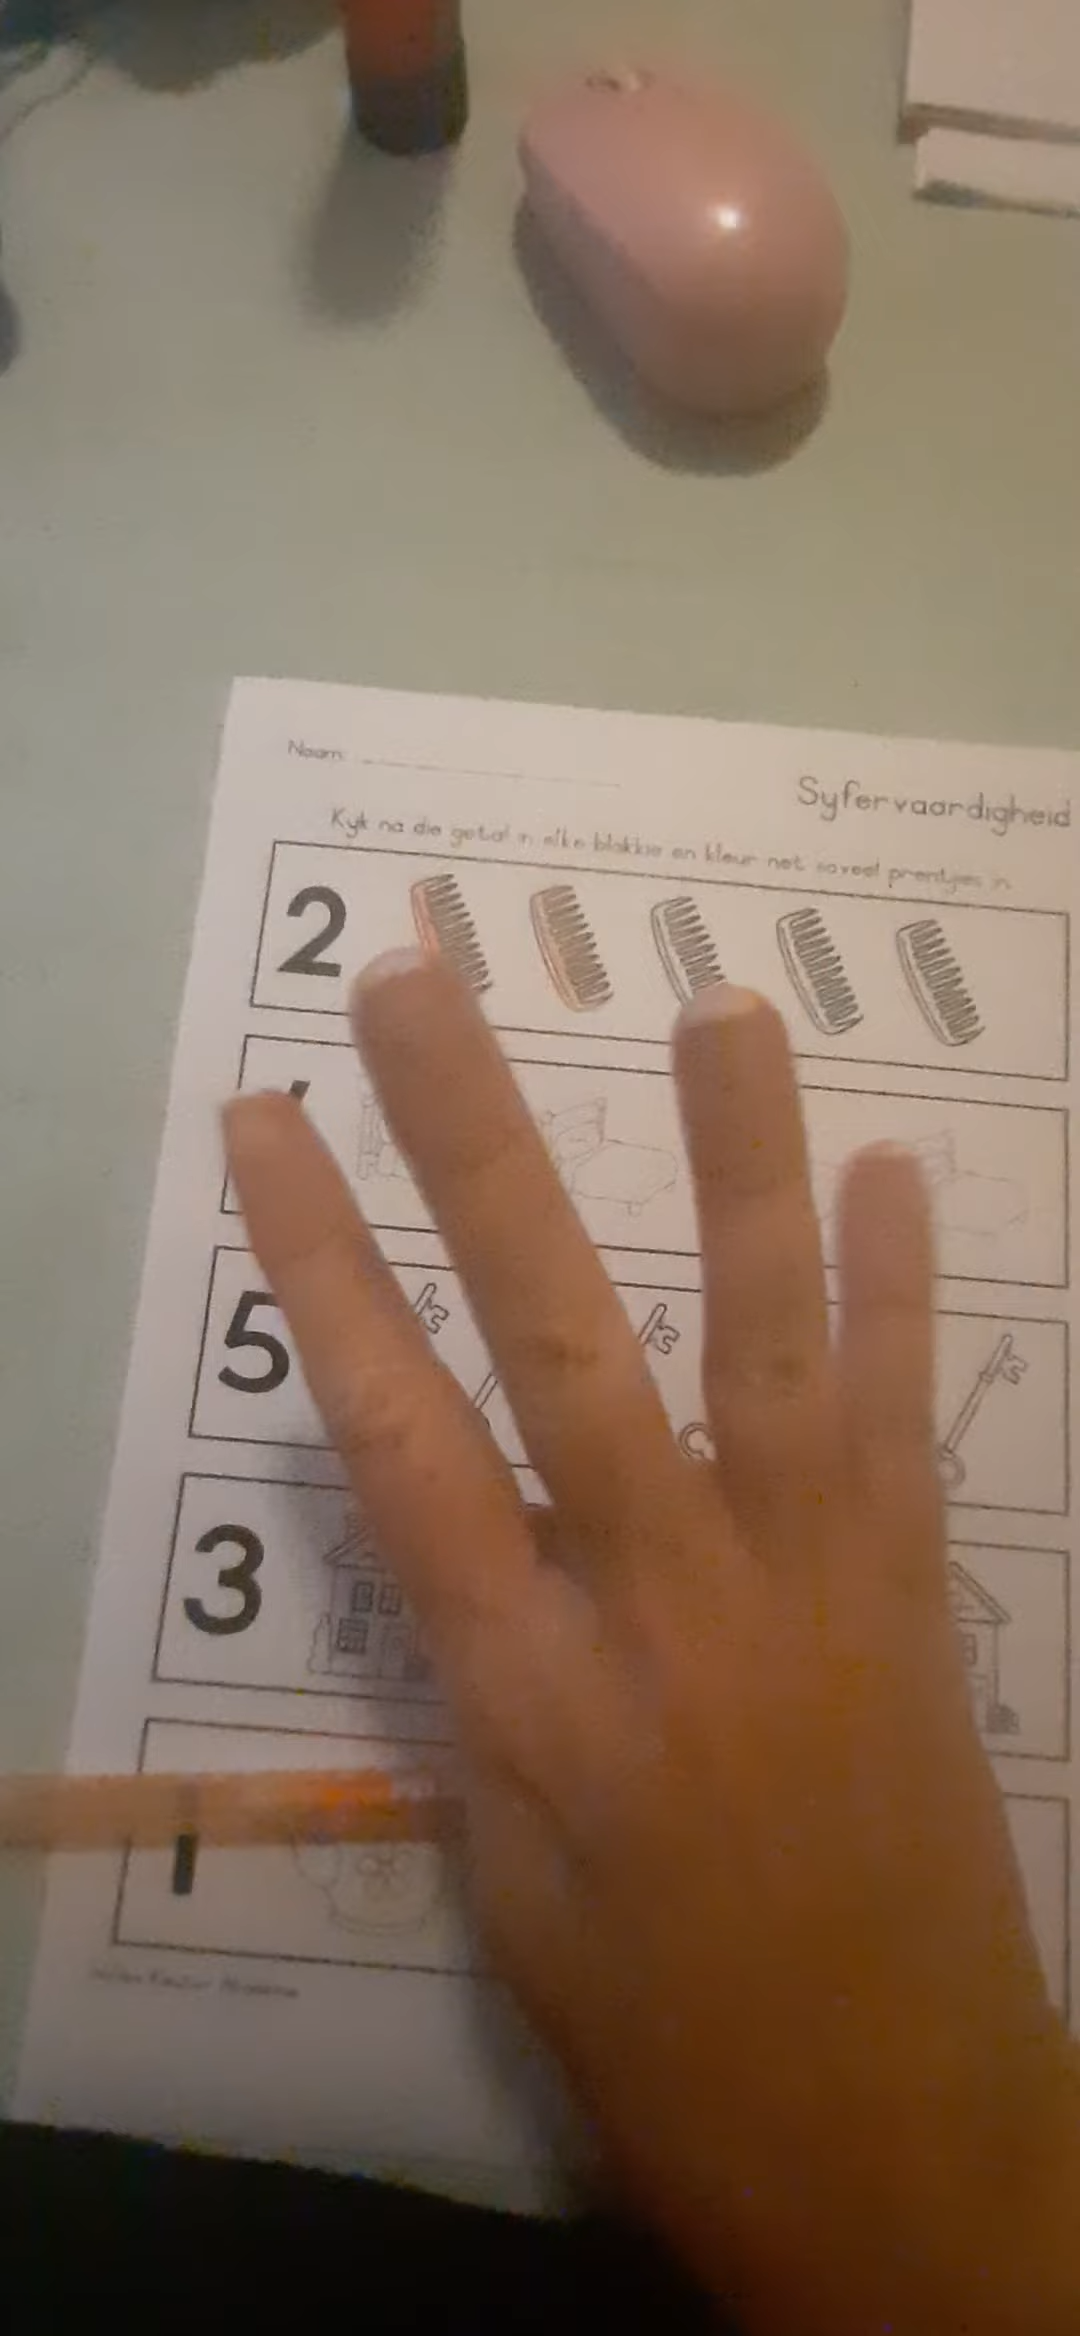 Naam:
Syfervaardigheid
Kyk na die getal in elke blokkie en kleur net soveel prentjies in
2
5
3
1